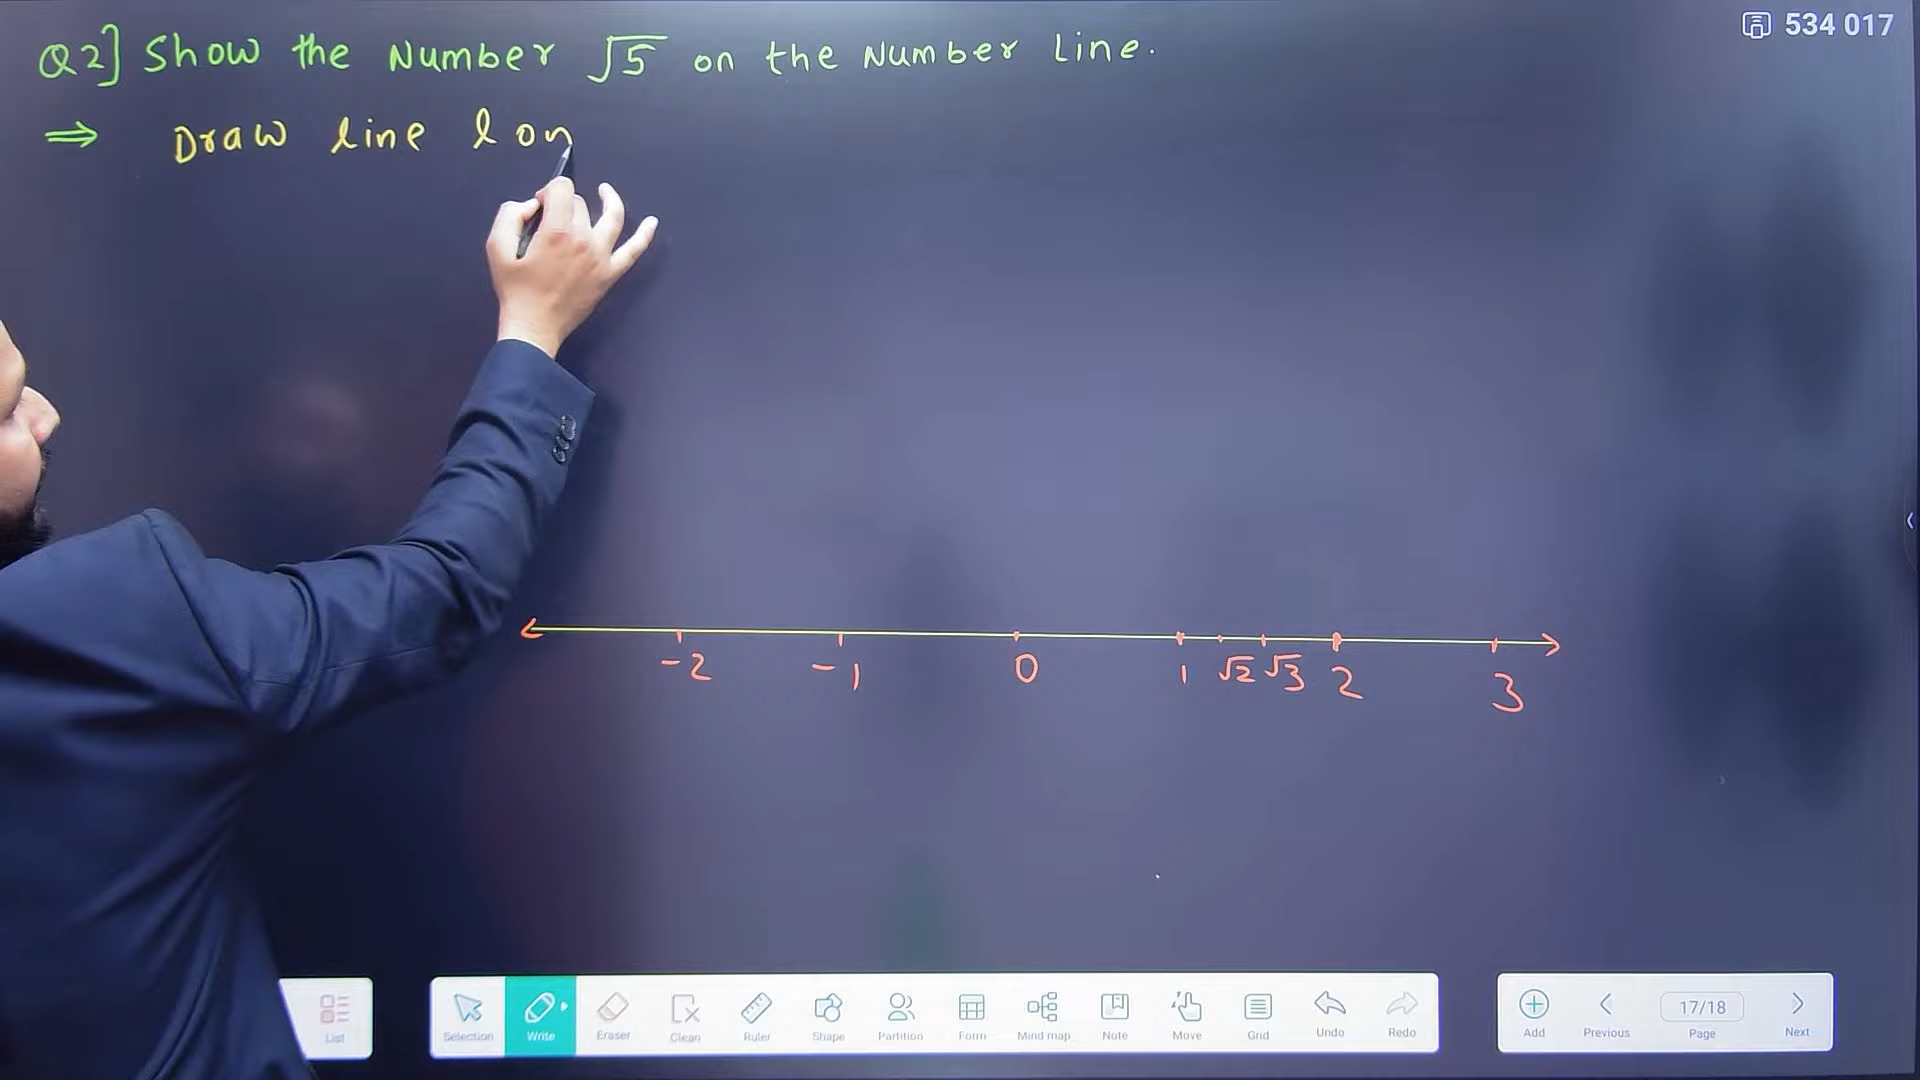 534 017
Q2] Show the Number √5 on the Number Line.
⇒ Draw line l on
-2 -1 0 1 √2 √3 2 3
List Selection Write Eraser Clean Ruler Shape Partition Form Mind map Note Move Grid Undo Redo Add Previous 17/18 Page Next